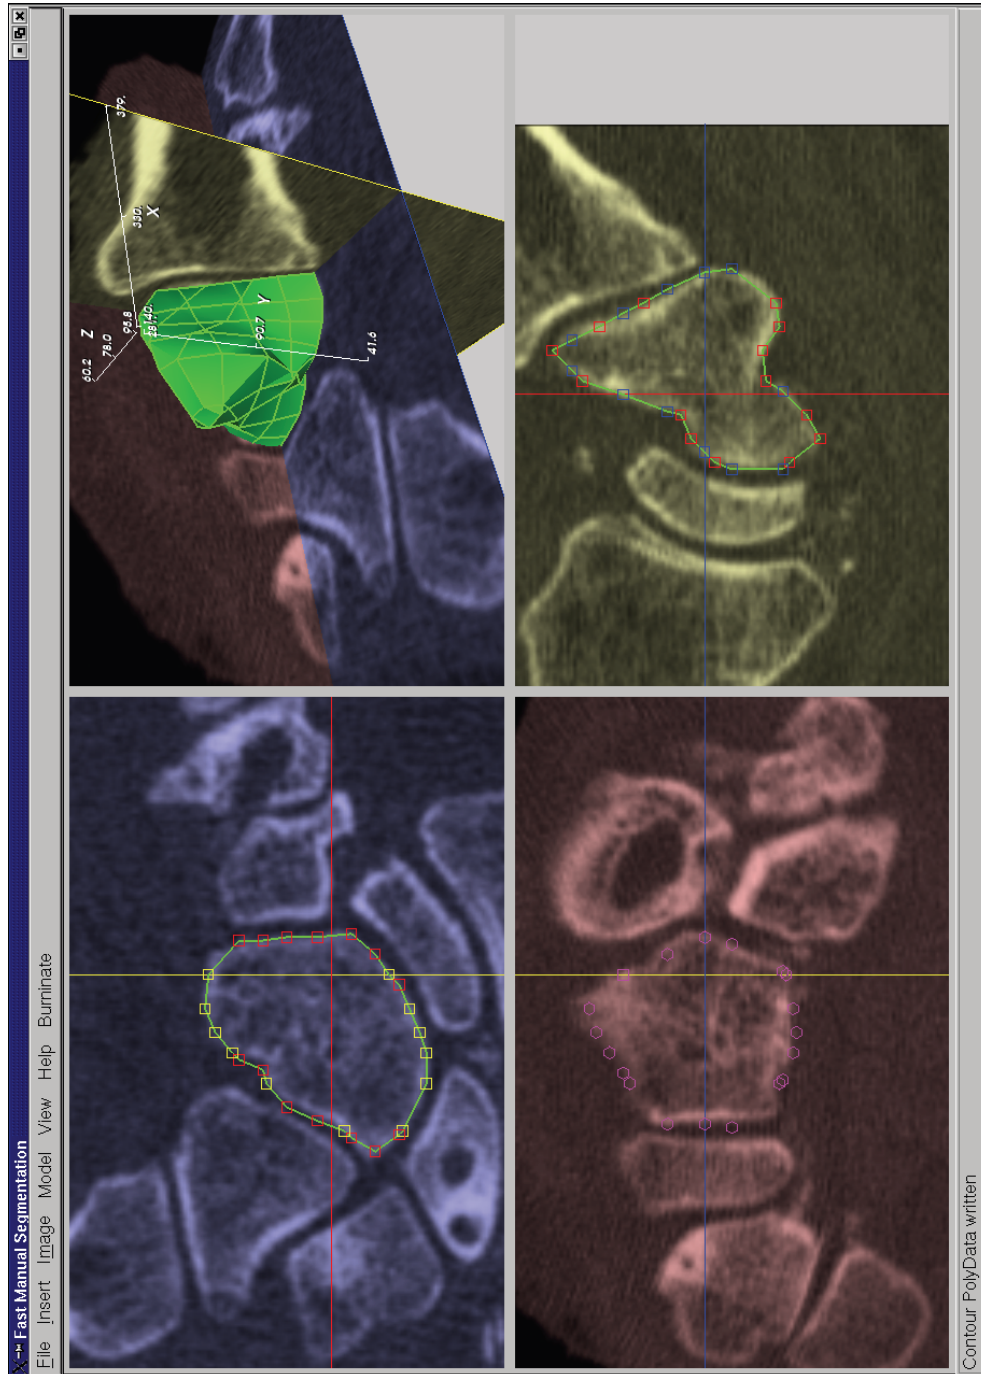 Fast Manual Segmentation
File Insert Image Model View Help Burninate
60.2
Z
78.0
95.8
330.
X
379.
90.7
Y
41.6
Contour PolyData written